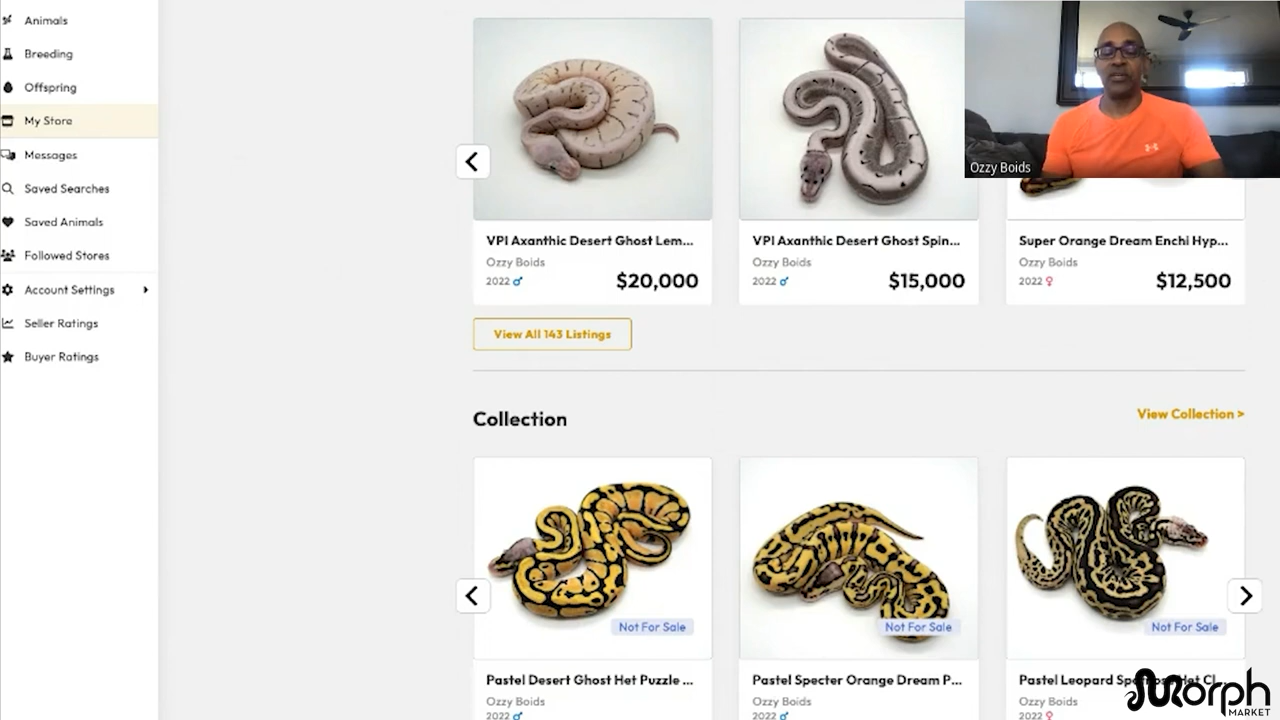 Animals
Breeding
Offspring
My Store
Messages
Saved Searches
Saved Animals
Followed Stores
Account Settings
Seller Ratings
Buyer Ratings
Ozzy Boids
VPI Axanthic Desert Ghost Lem...
Ozzy Boids
2022 ♂ $20,000
VPI Axanthic Desert Ghost Spin...
Ozzy Boids
2022 ♂ $15,000
Super Orange Dream Enchi Hyp...
Ozzy Boids
2022 ♀ $12,500
View All 143 Listings
Collection
View Collection >
Not For Sale
Pastel Desert Ghost Het Puzzle ...
Ozzy Boids
2022 ♂
Not For Sale
Pastel Specter Orange Dream P...
Ozzy Boids
2022 ♂
Not For Sale
Pastel Leopard Het Cl
Ozzy Boids
2022 ♀
Morph
MARKET